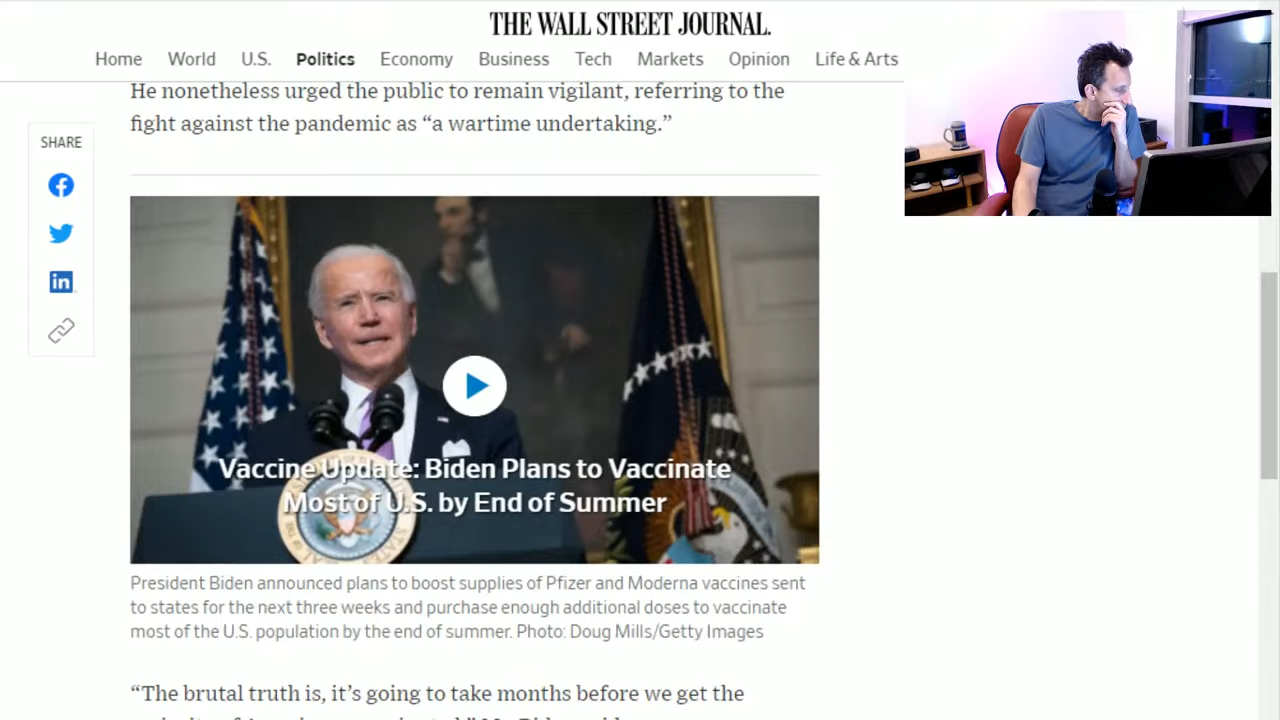 THE WALL STREET JOURNAL.
Home World U.S. Politics Economy Business Tech Markets Opinion Life & Arts
He nonetheless urged the public to remain vigilant, referring to the
fight against the pandemic as “a wartime undertaking.”
SHARE
in
Vaccine Update: Biden Plans to Vaccinate
Most of U.S. by End of Summer
President Biden announced plans to boost supplies of Pfizer and Moderna vaccines sent
to states for the next three weeks and purchase enough additional doses to vaccinate
most of the U.S. population by the end of summer. Photo: Doug Mills/Getty Images
“The brutal truth is, it’s going to take months before we get the